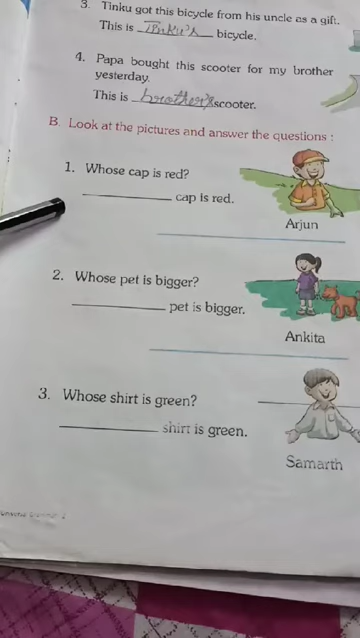 3. Tinku got this bicycle from his uncle as a gift.
This is Tinku's bicycle.
4. Papa bought this scooter for my brother
yesterday.
This is brother's scooter.
B. Look at the pictures and answer the questions :
1. Whose cap is red?
cap is red.
Arjun
2. Whose pet is bigger?
pet is bigger.
Ankita
3. Whose shirt is green?
shirt is green.
Samarth